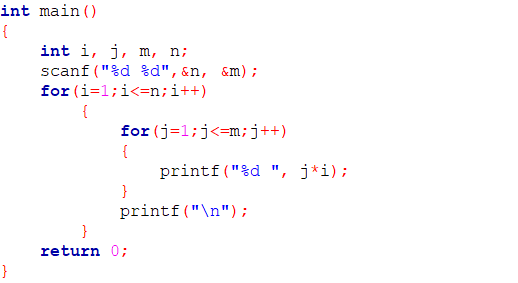 int main()
{
int i, j, m, n;
scanf("%d %d",&n, &m);
for(i=1;i<=n;i++)
{
for(j=1;j<=m;j++)
{
printf("%d ", j*i);
}
printf("\n");
}
return 0;
}